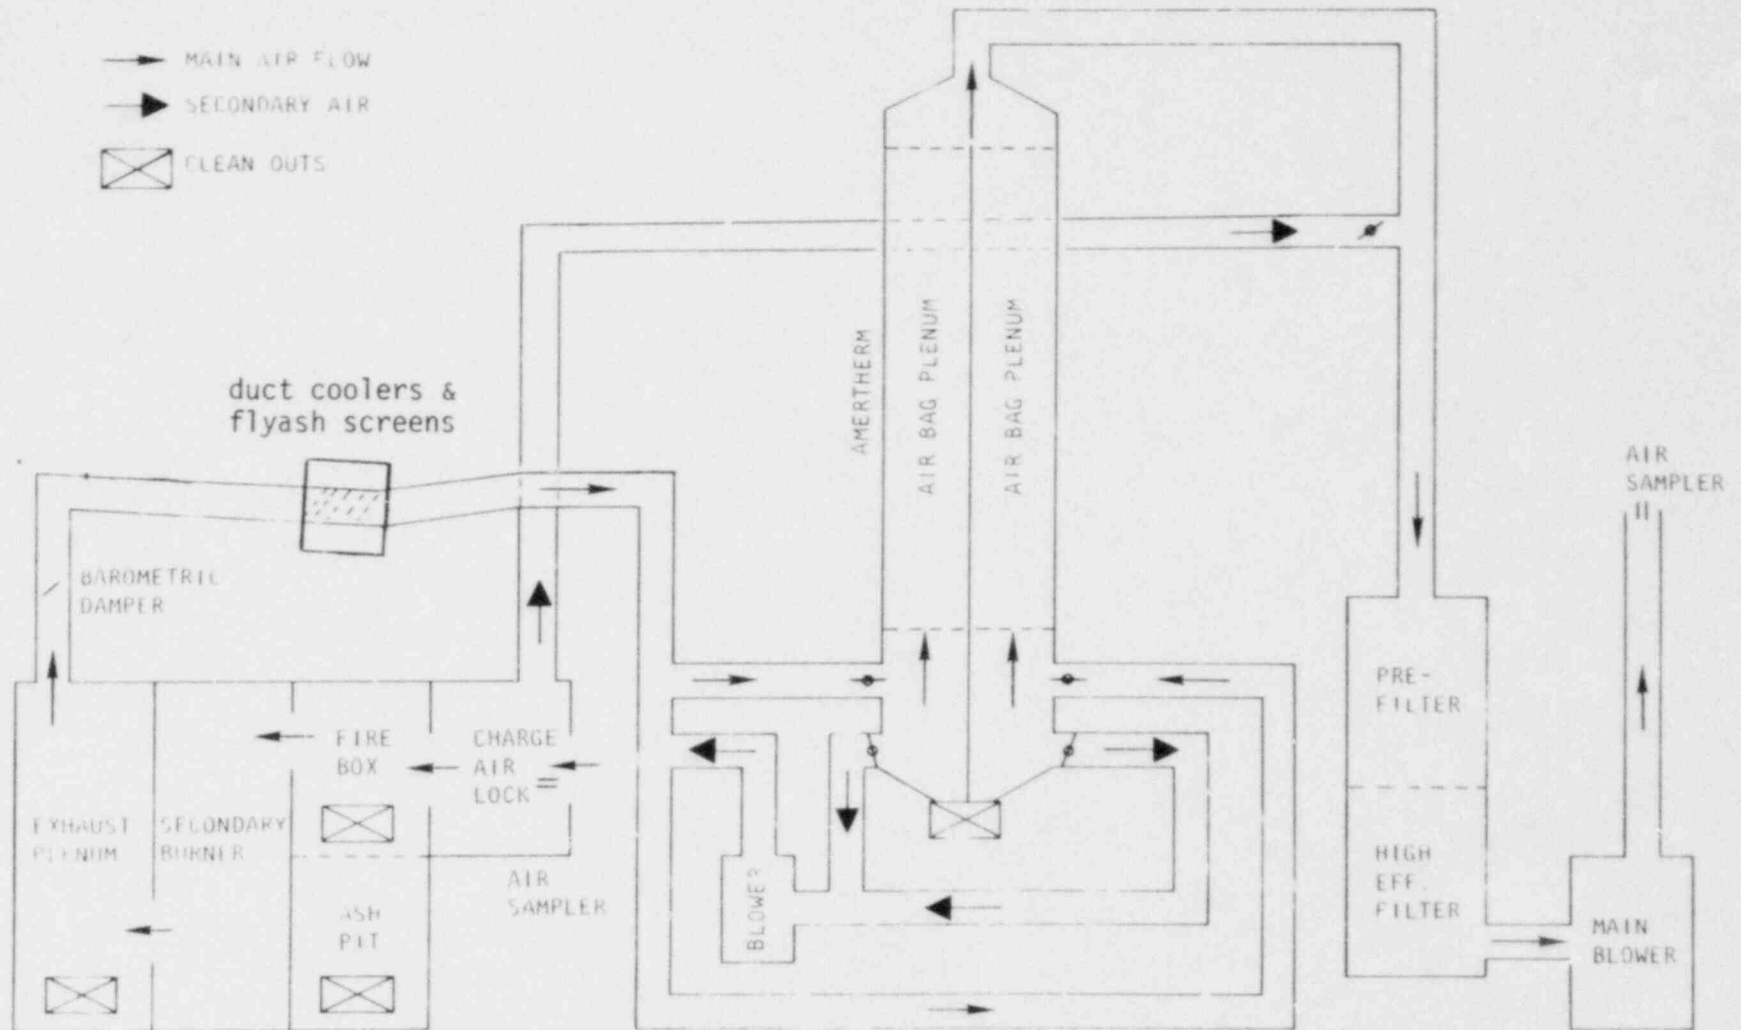 MAIN AIR FLOW
SECONDARY AIR
CLEAN OUTS
duct coolers &
flyash screens
BAROMETRIC
DAMPER
AMERTHERM
AIR BAG PLENUM
AIR BAG PLENUM
AIR
SAMPLER
FIRE
BOX
CHARGE
AIR
LOCK
EXHAUST
PLENUM
SECONDARY
BURNER
AIR
SAMPLER
ASH
PIT
BLOWER
PRE-
FILTER
HIGH
EFF.
FILTER
MAIN
BLOWER